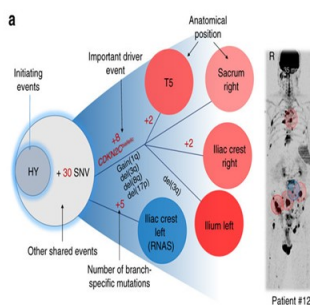 a
Anatomical
position
Important driver
event
Initiating
events
T5
Sacrum
right
+2
+8
Gain(1q)
del(3q)
del(8q)
del(17p)
+2
Iliac crest
right
HY
+ 30 SNV
del(3q)
+5
Iliac crest
left
(RNAS)
Ilium left
Other shared events
Number of branch-
specific mutations
R
Patient #12